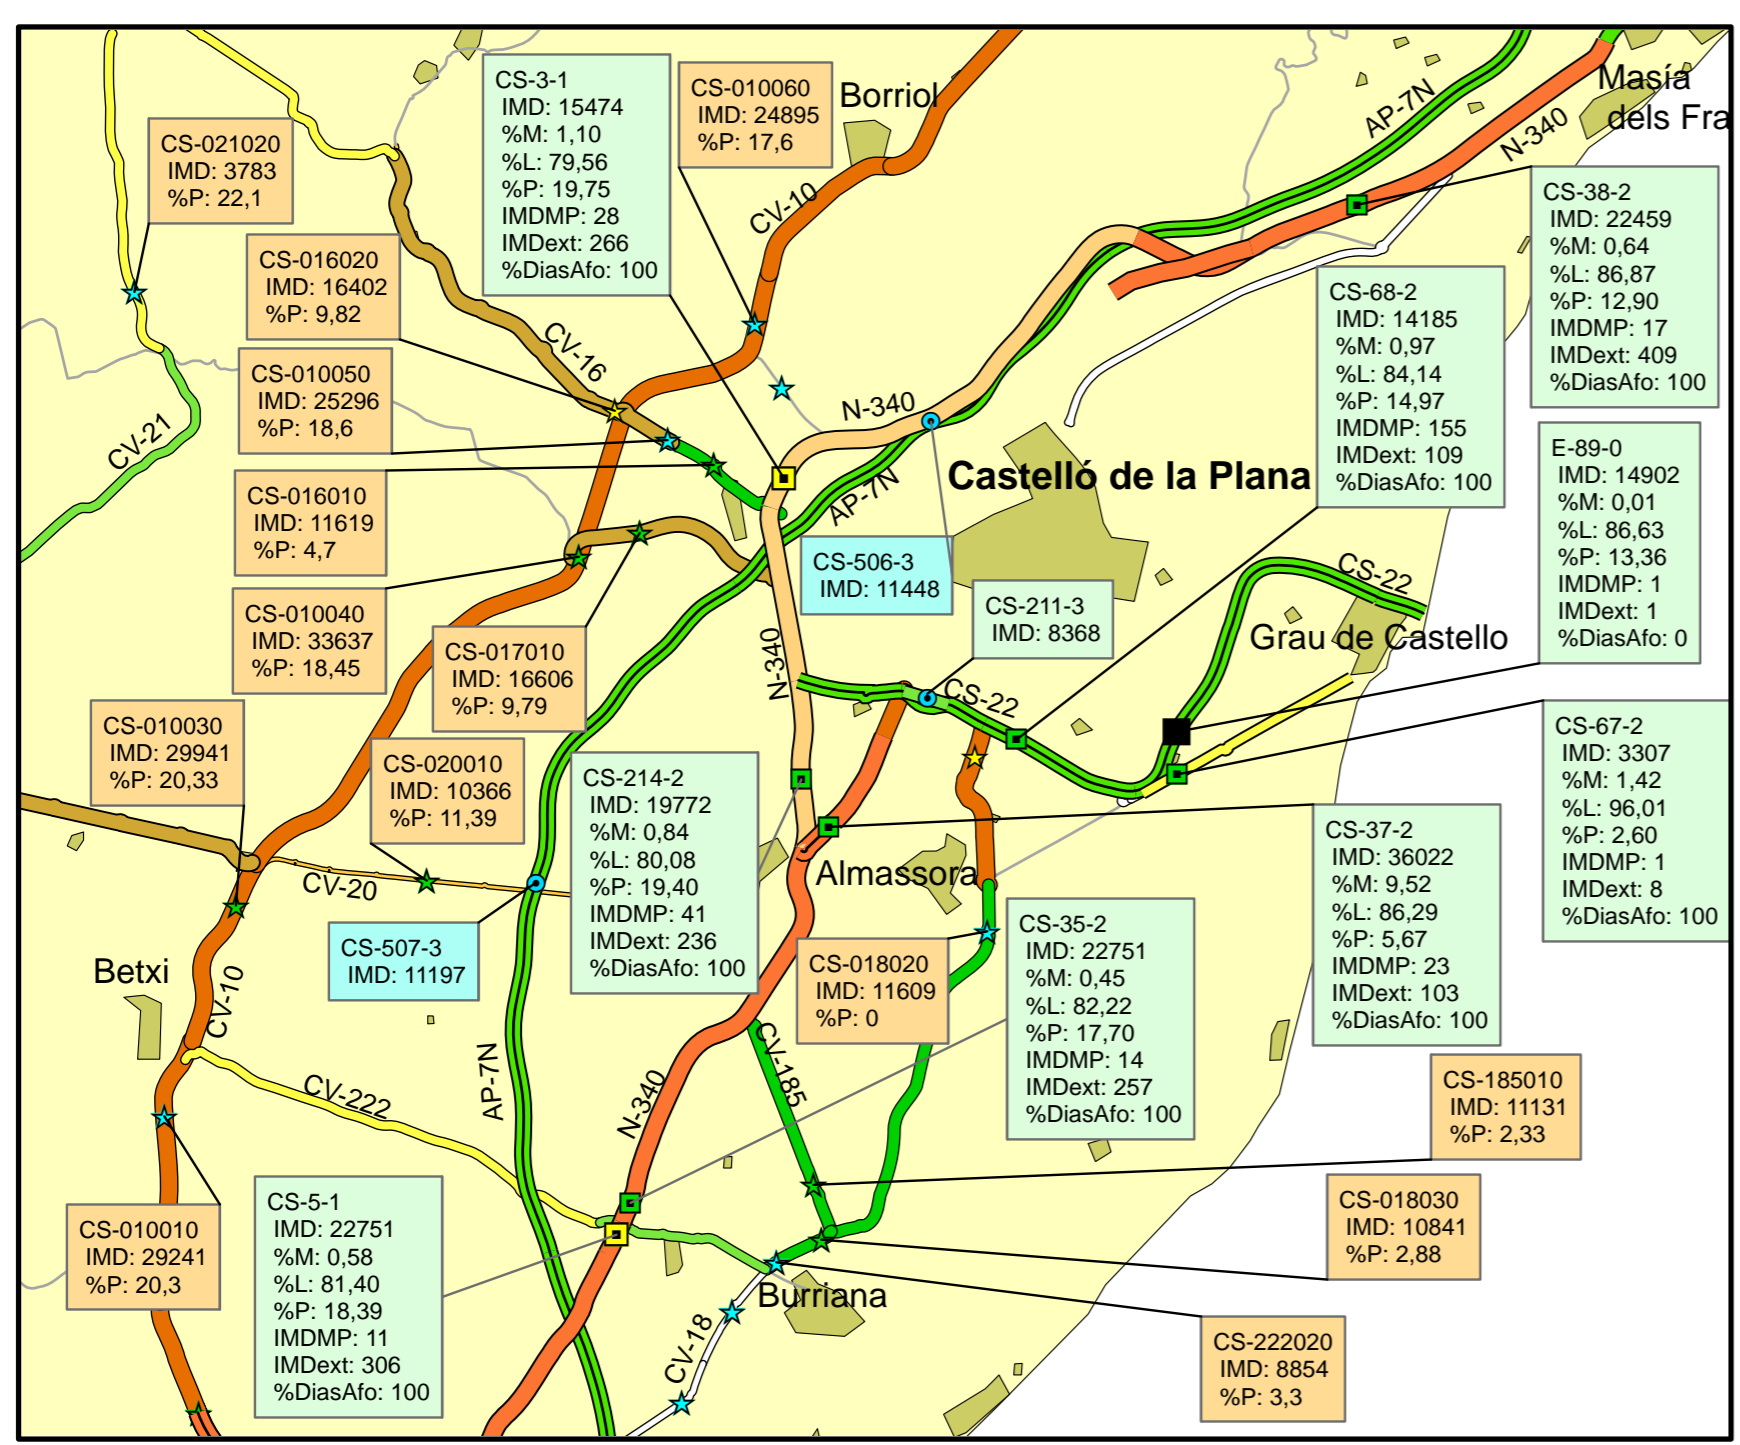 CS-3-1
IMD: 15474
%M: 1,10
%L: 79,56
%P: 19,75
IMDMP: 28
IMDext: 266
%DiasAfo: 100
CS-010060
IMD: 24895
%P: 17,6
Borriol
Masía
dels Fra
AP-7N
N-340
CS-021020
IMD: 3783
%P: 22,1
CV-10
CS-38-2
IMD: 22459
%M: 0,64
%L: 86,87
%P: 12,90
IMDMP: 17
IMDext: 409
%DiasAfo: 100
CS-016020
IMD: 16402
%P: 9,82
CV-16
CS-68-2
IMD: 14185
%M: 0,97
%L: 84,14
%P: 14,97
IMDMP: 155
IMDext: 109
%DiasAfo: 100
CS-010050
IMD: 25296
%P: 18,6
N-340
CV-21
E-89-0
IMD: 14902
%M: 0,01
%L: 86,63
%P: 13,36
IMDMP: 1
IMDext: 1
%DiasAfo: 0
Castelló de la Plana
AP-7N
CS-016010
IMD: 11619
%P: 4,7
CS-506-3
IMD: 11448
CS-22
CS-211-3
IMD: 8368
CS-010040
IMD: 33637
%P: 18,45
CS-017010
IMD: 16606
%P: 9,79
N-340
Grau de Castello
CS-22
CS-010030
IMD: 29941
%P: 20,33
CS-67-2
IMD: 3307
%M: 1,42
%L: 96,01
%P: 2,60
IMDMP: 1
IMDext: 8
%DiasAfo: 100
CS-020010
IMD: 10366
%P: 11,39
CS-214-2
IMD: 19772
%M: 0,84
%L: 80,08
%P: 19,40
IMDMP: 41
IMDext: 236
%DiasAfo: 100
CS-37-2
IMD: 36022
%M: 9,52
%L: 86,29
%P: 5,67
IMDMP: 23
IMDext: 103
%DiasAfo: 100
Almassora
CV-20
CS-507-3
IMD: 11197
CS-35-2
IMD: 22751
%M: 0,45
%L: 82,22
%P: 17,70
IMDMP: 14
IMDext: 257
%DiasAfo: 100
CS-018020
IMD: 11609
%P: 0
Betxi
CV-10
CV-185
AP-7N
N-340
CV-222
CS-185010
IMD: 11131
%P: 2,33
CS-5-1
IMD: 22751
%M: 0,58
%L: 81,40
%P: 18,39
IMDMP: 11
IMDext: 306
%DiasAfo: 100
CS-018030
IMD: 10841
%P: 2,88
CS-010010
IMD: 29241
%P: 20,3
Burriana
CV-18
CS-222020
IMD: 8854
%P: 3,3